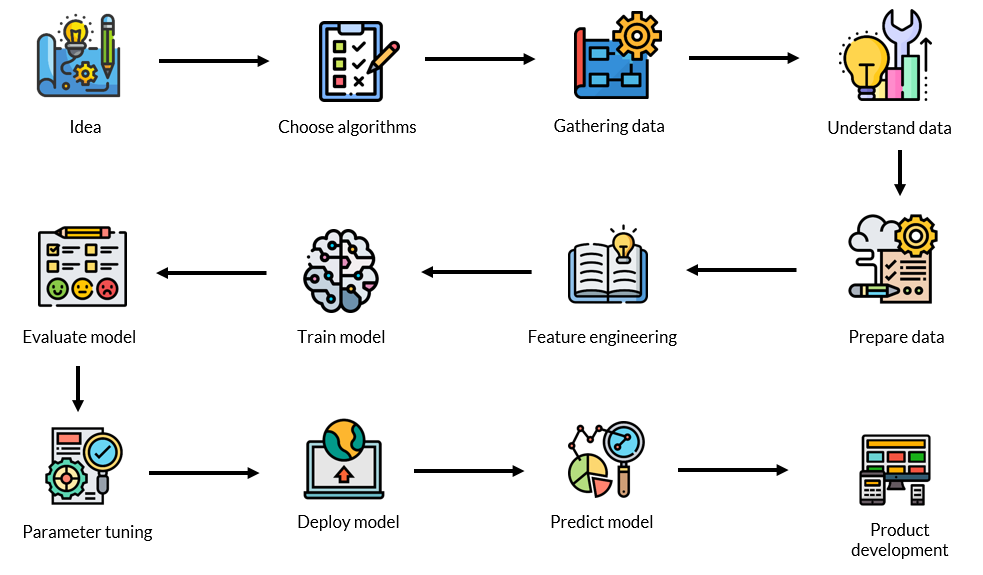 Idea
Choose algorithms
Gathering data
Understand data
Evaluate model
Train model
Feature engineering
Prepare data
Parameter tuning
Deploy model
Predict model
Product
development